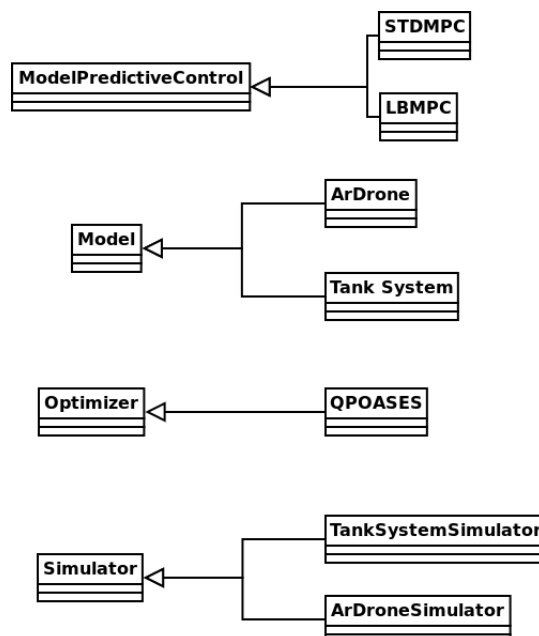 STDMPC
ModelPredictiveControl
LBMPC
ArDrone
Model
Tank System
Optimizer
QPOASES
TankSystemSimulator
Simulator
ArDroneSimulator